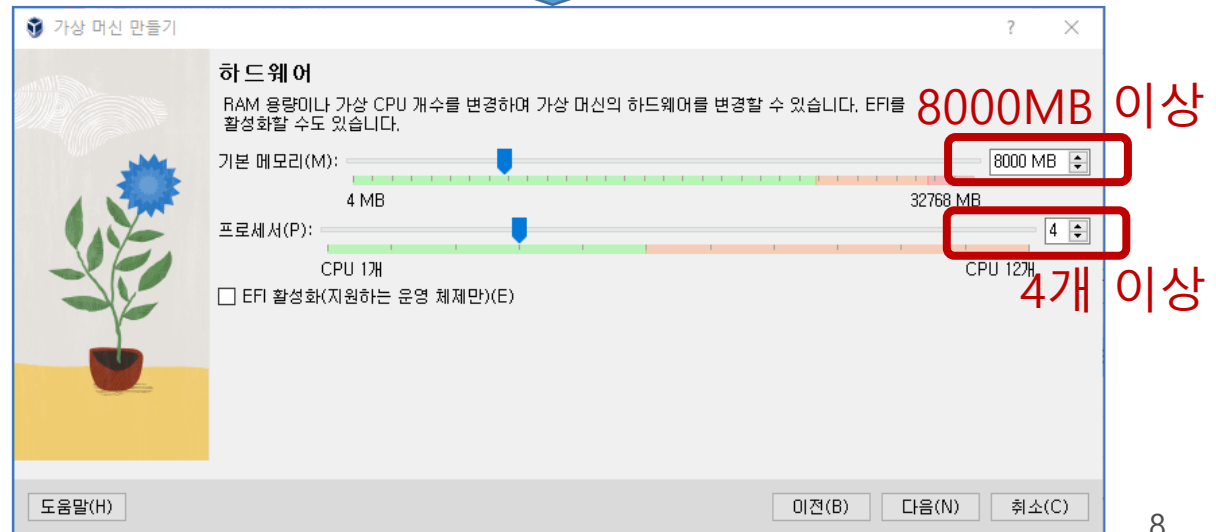 가상 머신 만들기
하드웨어
RAM 용량이나 가상 CPU 개수를 변경하여 가상 머신의 하드웨어를 변경할 수 있습니다. EFI를
활성화할 수도 있습니다.
8000MB 이상
기본 메모리(M):
8000 MB
4 MB
32768 MB
프로세서(P):
4
CPU 1개
CPU 12개
4개 이상
EFI 활성화(지원하는 운영 체제만)(E)
도움말(H)
이전(B)
다음(N)
취소(C)
8